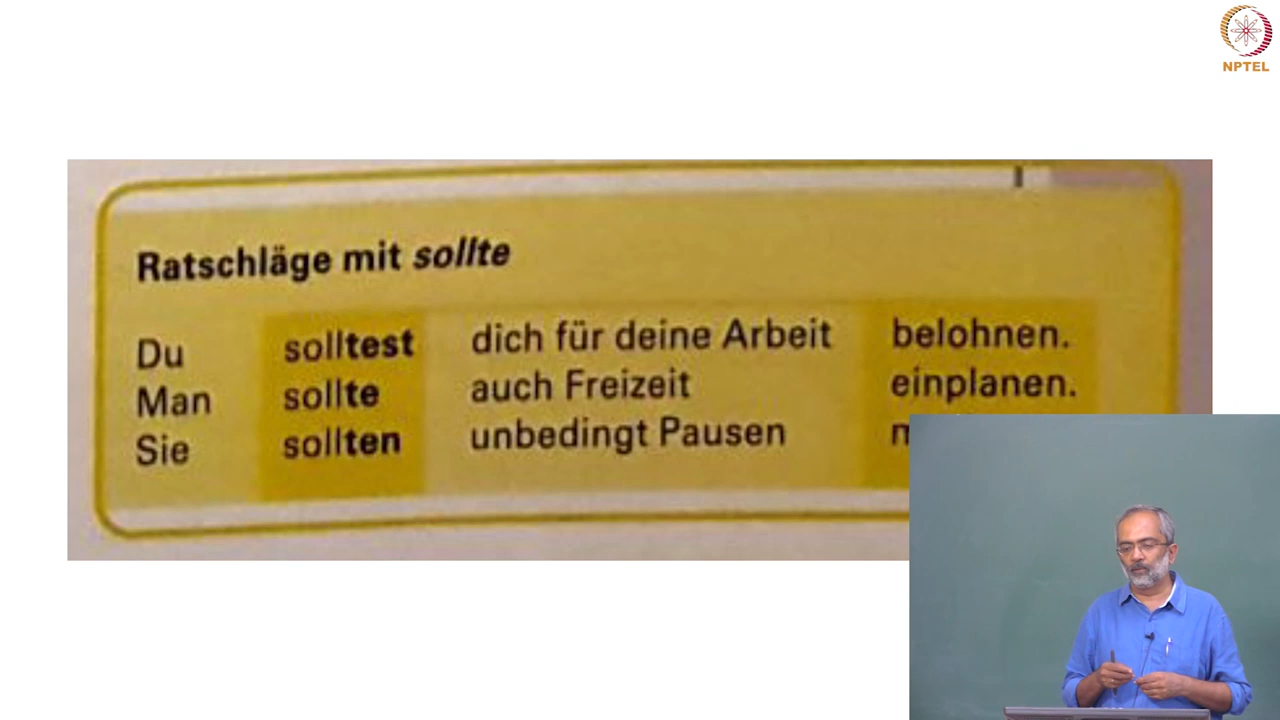 NPTEL
Ratschläge mit sollte
Du solltest dich für deine Arbeit belohnen.
Man sollte auch Freizeit einplanen.
Sie sollten unbedingt Pausen